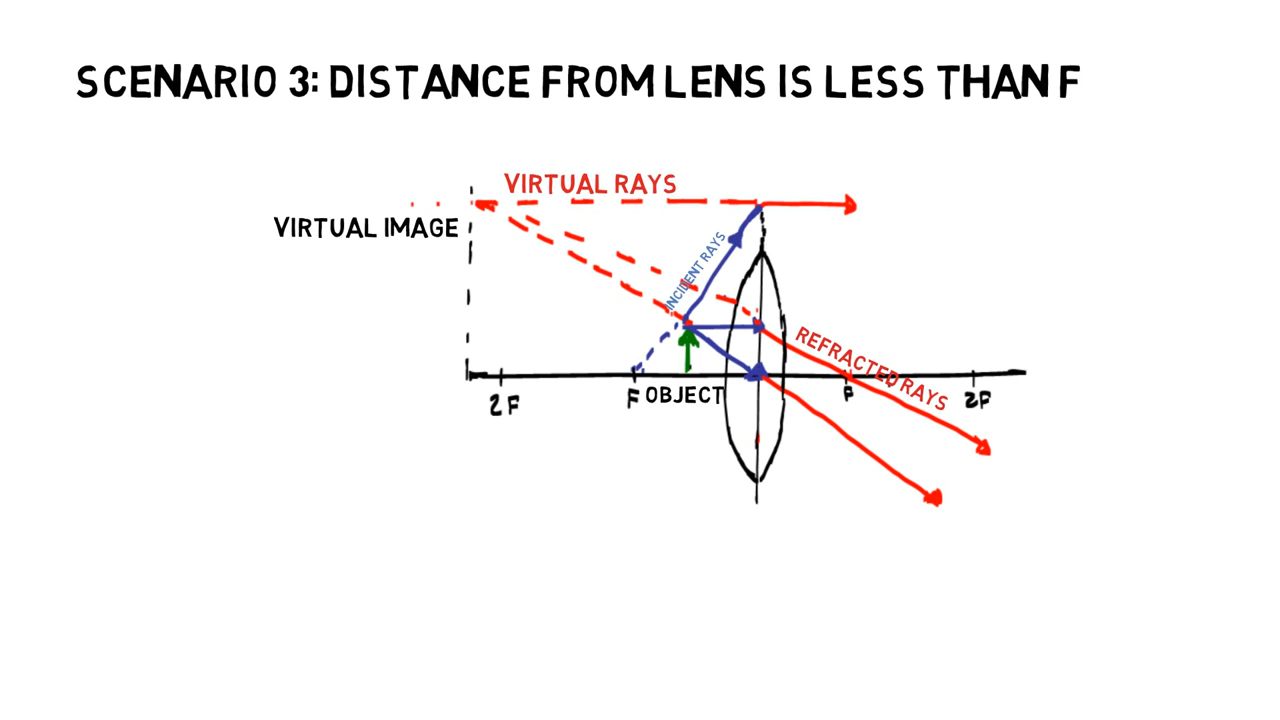 SCENARIO 3: DISTANCE FROM LENS IS LESS THAN F
VIRTUAL RAYS
VIRTUAL IMAGE
INCIDENT RAYS
REFRACTED RAYS
2F
F
OBJECT
F
2F